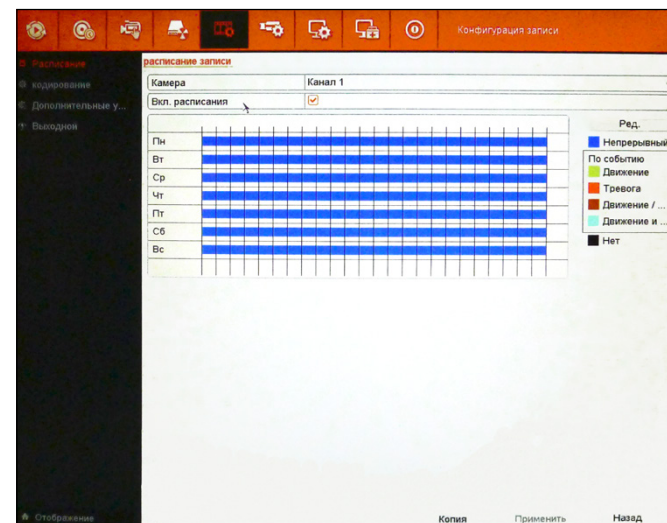 Конфигурация записи
Расписание
кодирование
Дополнительные у...
Выходной
Отображение
расписание записи
Камера
Канал 1
Вкл. расписания
Пн
Вт
Ср
Чт
Пт
Сб
Вс
Ред.
Непрерывный
По событию
Движение
Тревога
Движение / ...
Движение и ...
Нет
Копия
Применить
Назад